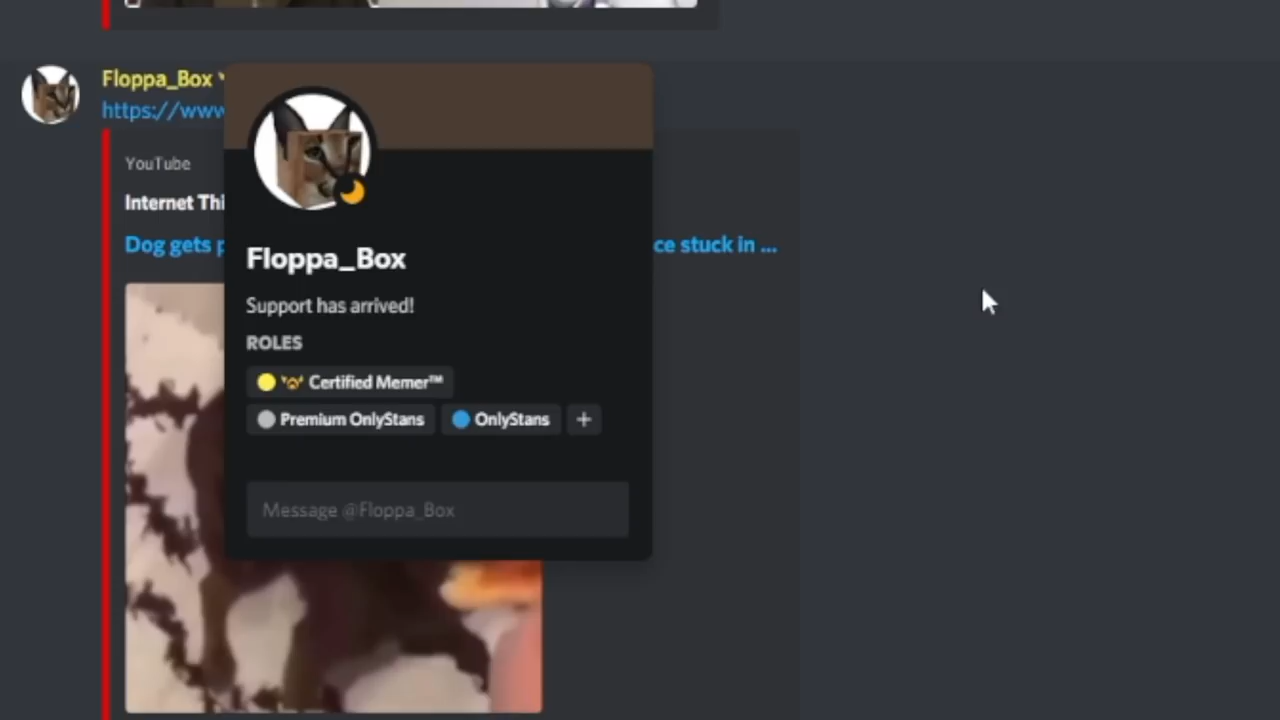 Floppa_Box
https://www
YouTube
Internet Thi
Dog gets p ce stuck in ...
Floppa_Box
Support has arrived!
ROLES
Certified Memer™
Premium OnlyStans OnlyStans +
Message @Floppa_Box